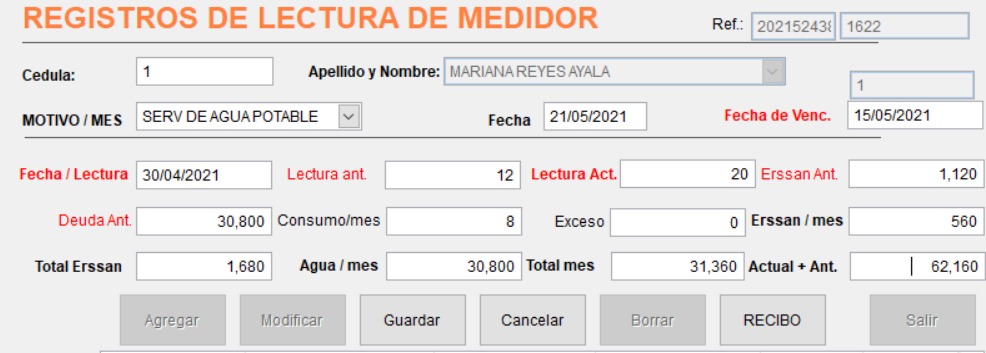 REGISTROS DE LECTURA DE MEDIDOR Ref.: 202152438 1622
Cedula: 1 Apellido y Nombre: MARIANA REYES AYALA
1
MOTIVO / MES SERV DE AGUA POTABLE Fecha 21/05/2021 Fecha de Venc. 15/05/2021
Fecha / Lectura 30/04/2021 Lectura ant. 12 Lectura Act. 20 Erssan Ant. 1,120
Deuda Ant. 30,800 Consumo/mes 8 Exceso 0 Erssan / mes 560
Total Erssan 1,680 Agua / mes 30,800 Total mes 31,360 Actual + Ant. 62,160
Agregar Modificar Guardar Cancelar Borrar RECIBO Salir